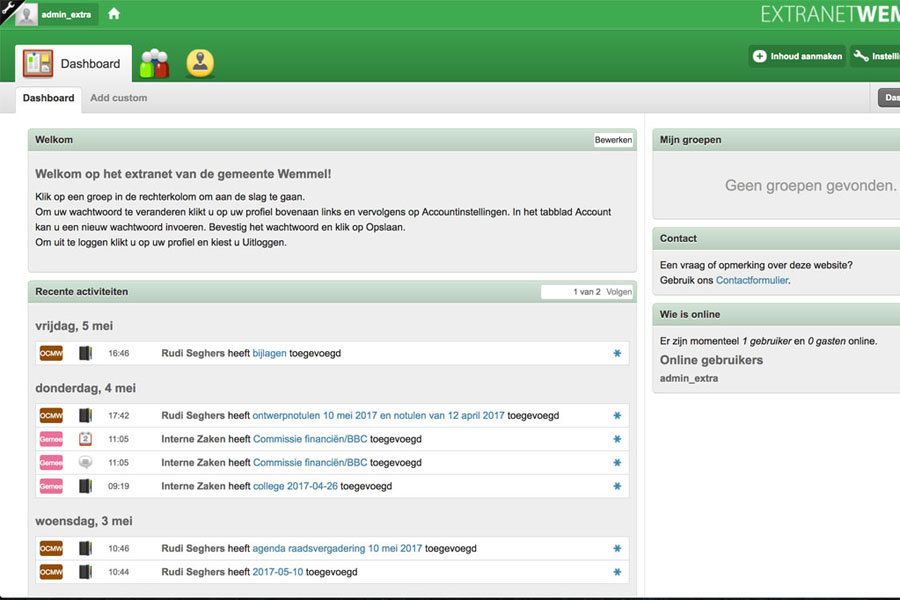 admin_extra
EXTRANETWEM
Dashboard
Inhoud aanmaken
Instelli
Dashboard
Add custom
Das
Welkom
Bewerken
Welkom op het extranet van de gemeente Wemmel!
Klik op een groep in de rechterkolom om aan de slag te gaan.
Om uw wachtwoord te veranderen klikt u op uw profiel bovenaan links en vervolgens op Accountinstellingen. In het tabblad Account
kan u een nieuw wachtwoord invoeren. Bevestig het wachtwoord en klik op Opslaan.
Om uit te loggen klikt u op uw profiel en kiest u Uitloggen.
Recente activiteiten
1 van 2 Volgen
vrijdag, 5 mei
OCMW 16:46 Rudi Seghers heeft bijlagen toegevoegd
donderdag, 4 mei
OCMW 17:42 Rudi Seghers heeft ontwerpnotulen 10 mei 2017 en notulen van 12 april 2017 toegevoegd
Gemee 2 11:05 Interne Zaken heeft Commissie financiën/BBC toegevoegd
Gemee 11:05 Interne Zaken heeft Commissie financiën/BBC toegevoegd
Gemee 09:19 Interne Zaken heeft college 2017-04-26 toegevoegd
woensdag, 3 mei
OCMW 10:46 Rudi Seghers heeft agenda raadsvergadering 10 mei 2017 toegevoegd
OCMW 10:44 Rudi Seghers heeft 2017-05-10 toegevoegd
Mijn groepen
Geen groepen gevonden.
Contact
Een vraag of opmerking over deze website?
Gebruik ons Contactformulier.
Wie is online
Er zijn momenteel 1 gebruiker en 0 gasten online.
Online gebruikers
admin_extra